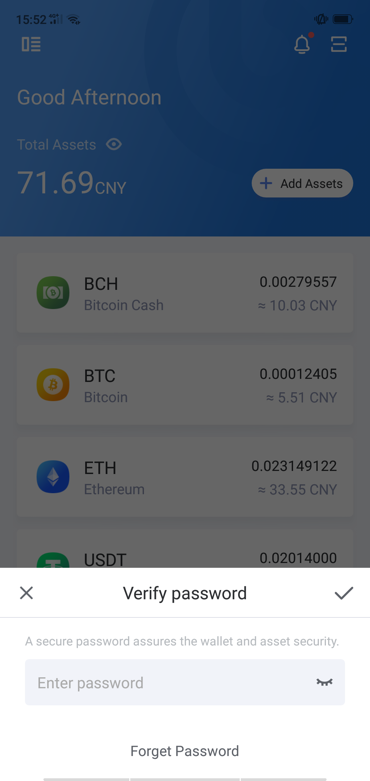 15:52
Good Afternoon
Total Assets
71.69CNY
Add Assets
BCH
0.00279557
Bitcoin Cash
≈ 10.03 CNY
BTC
0.00012405
Bitcoin
≈ 5.51 CNY
ETH
0.023149122
Ethereum
≈ 33.55 CNY
USDT
0.02014000
Verify password
A secure password assures the wallet and asset security.
Enter password
Forget Password